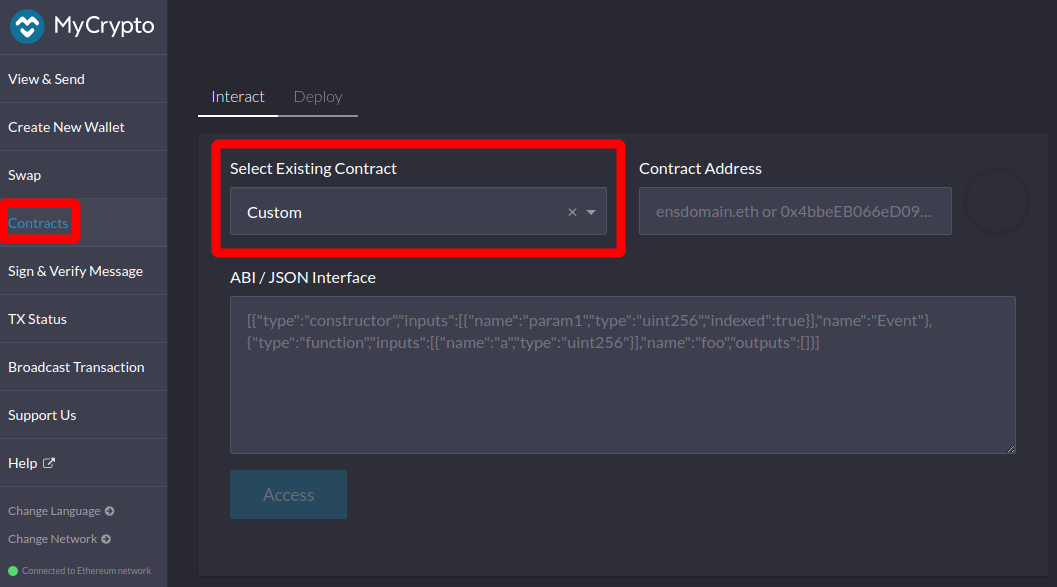 MyCrypto
View & Send
Create New Wallet
Swap
Contracts
Sign & Verify Message
TX Status
Broadcast Transaction
Support Us
Help
Change Language
Change Network
Connected to Ethereum network
Interact Deploy
Select Existing Contract
Custom
Contract Address
ensdomain.eth or 0x4bbeEB066eD09...
ABI / JSON Interface
[{"type":"constructor","inputs":[{"name":"param1","type":"uint256","indexed":true}],"name":"Event"},
{"type":"function","inputs":[{"name":"a","type":"uint256"}],"name":"foo","outputs":[]}]
Access